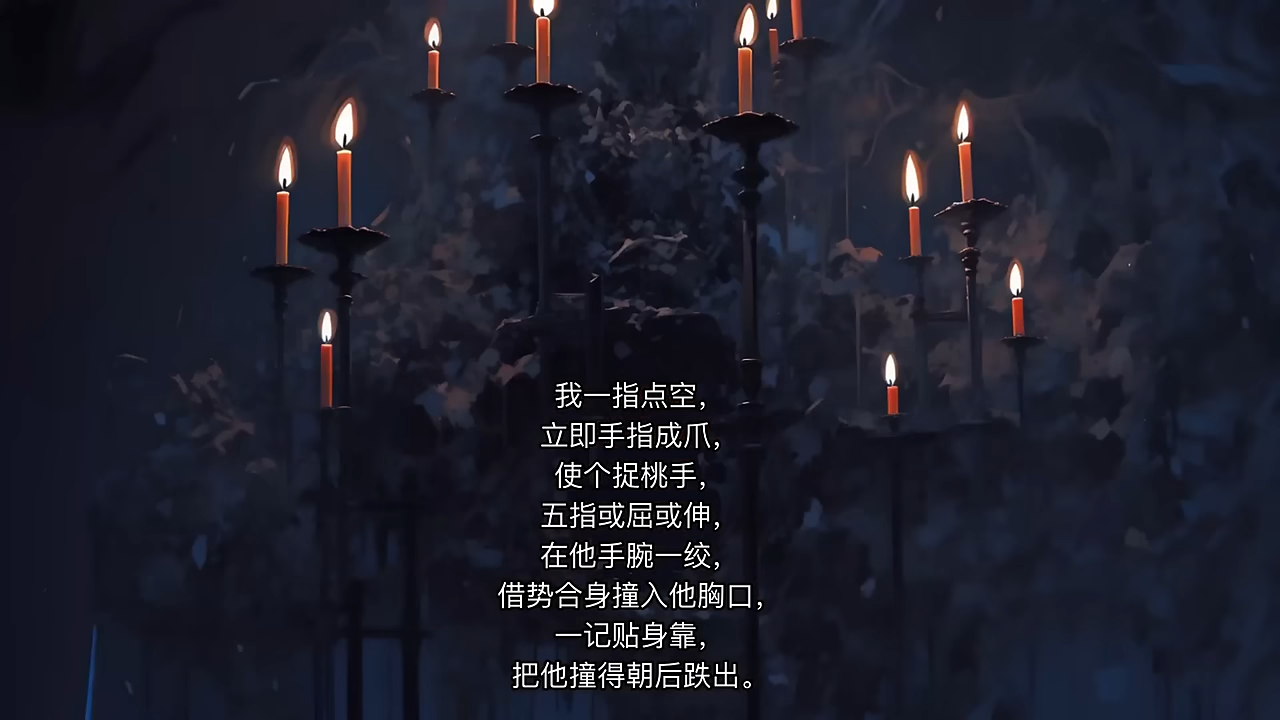 我一指点空，
立即手指成爪，
使个捉桃手，
五指或屈或伸，
在他手腕一绞，
借势合身撞入他胸口，
一记贴身靠，
把他撞得朝后跌出。